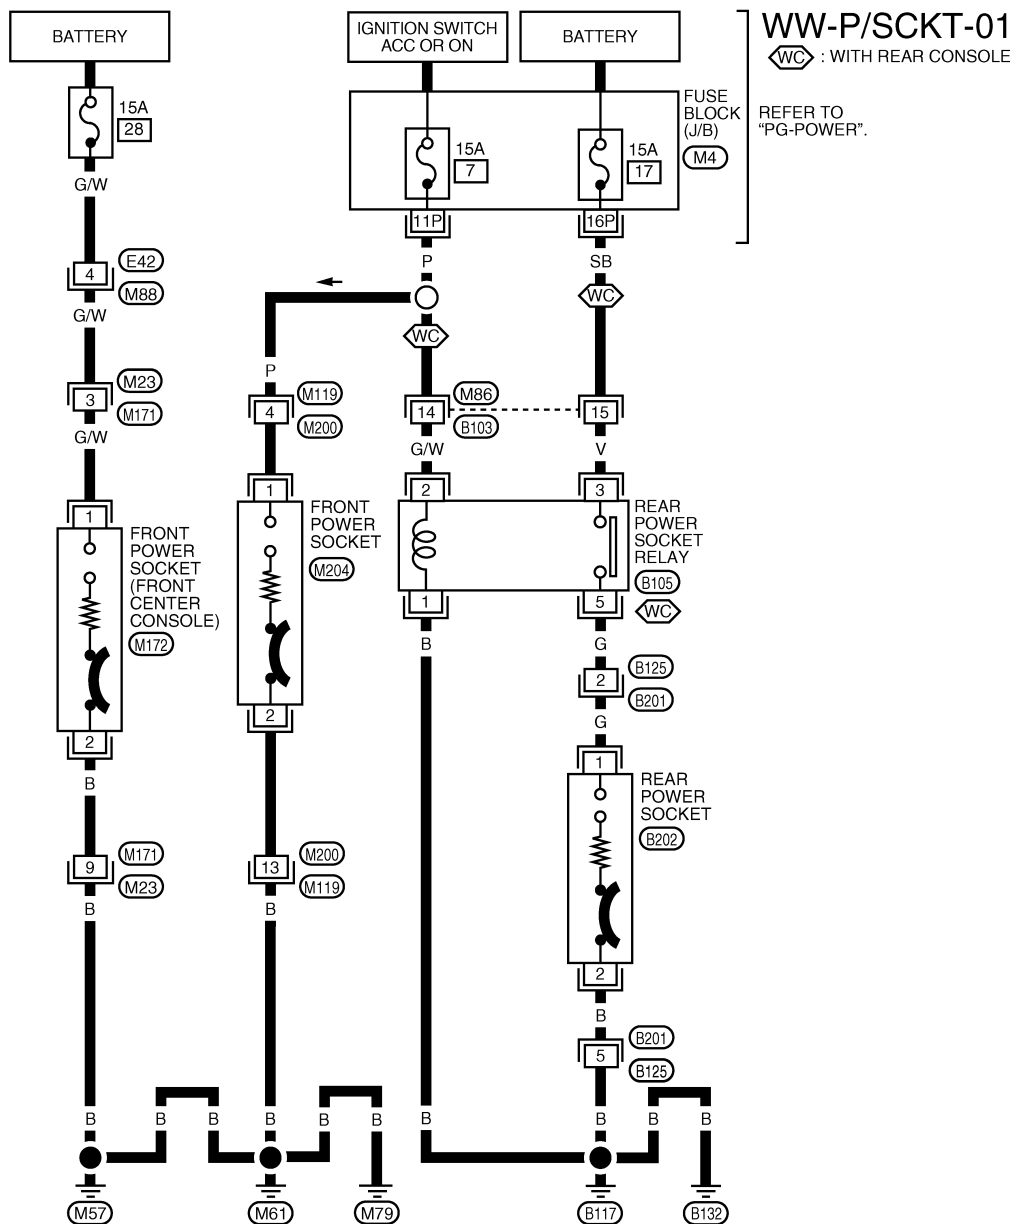 WW-P/SCKT-01
WC : WITH REAR CONSOLE
BATTERY
IGNITION SWITCH
ACC OR ON
BATTERY
FUSE
BLOCK
(J/B)
M4
REFER TO
“PG-POWER”.
15A
28
15A
7
15A
17
G/W
11P
16P
P
SB
4
E42
M88
WC
WC
G/W
P
3
M23
M171
4
M119
M200
14
M86
B103
15
G/W
G/W
V
1
FRONT
POWER
SOCKET
(FRONT
CENTER
CONSOLE)
M172
2
1
FRONT
POWER
SOCKET
M204
2
2
3
REAR
POWER
SOCKET
RELAY
B105
WC
1
5
B
G
2
B125
B201
G
1
REAR
POWER
SOCKET
B202
2
B
B
9
M171
M23
13
M200
M119
B
B
5
B201
B125
B
B
B
B
B
B
B
B
B
B
M57
M61
M79
B117
B132